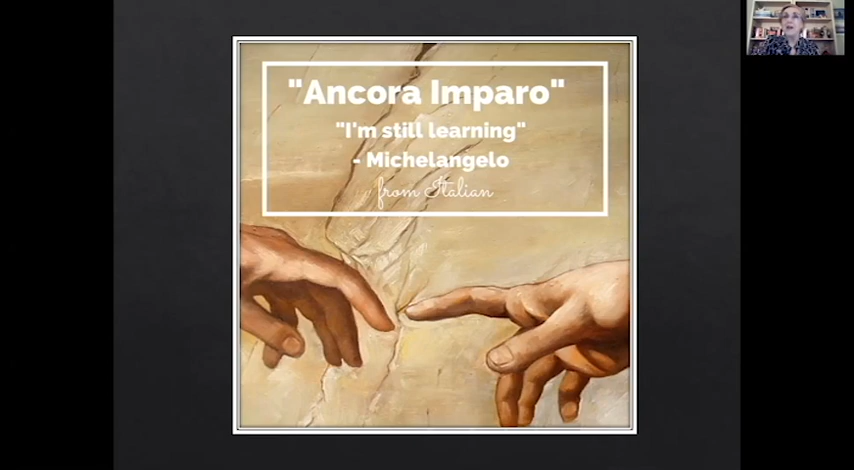 "Ancora Imparo"
"I'm still learning"
- Michelangelo
from Italian